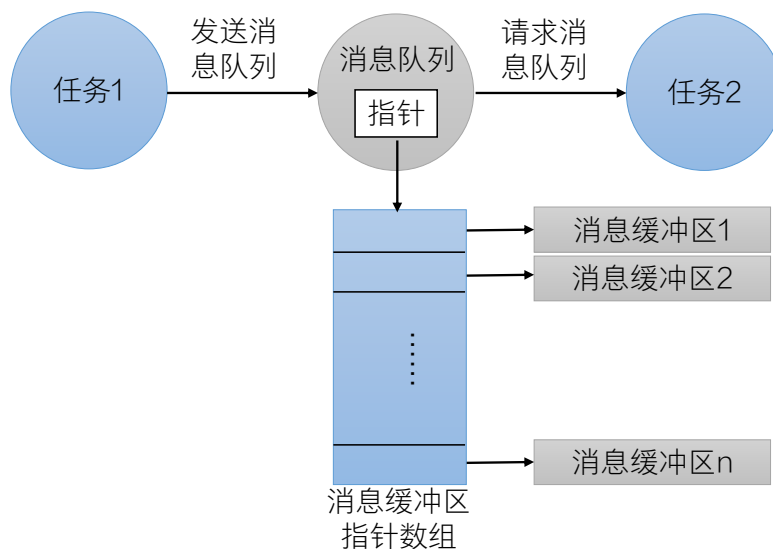 任务1
发送消
息队列
消息队列
指针
请求消
息队列
任务2
消息缓冲区1
消息缓冲区2
……
消息缓冲区n
消息缓冲区
指针数组